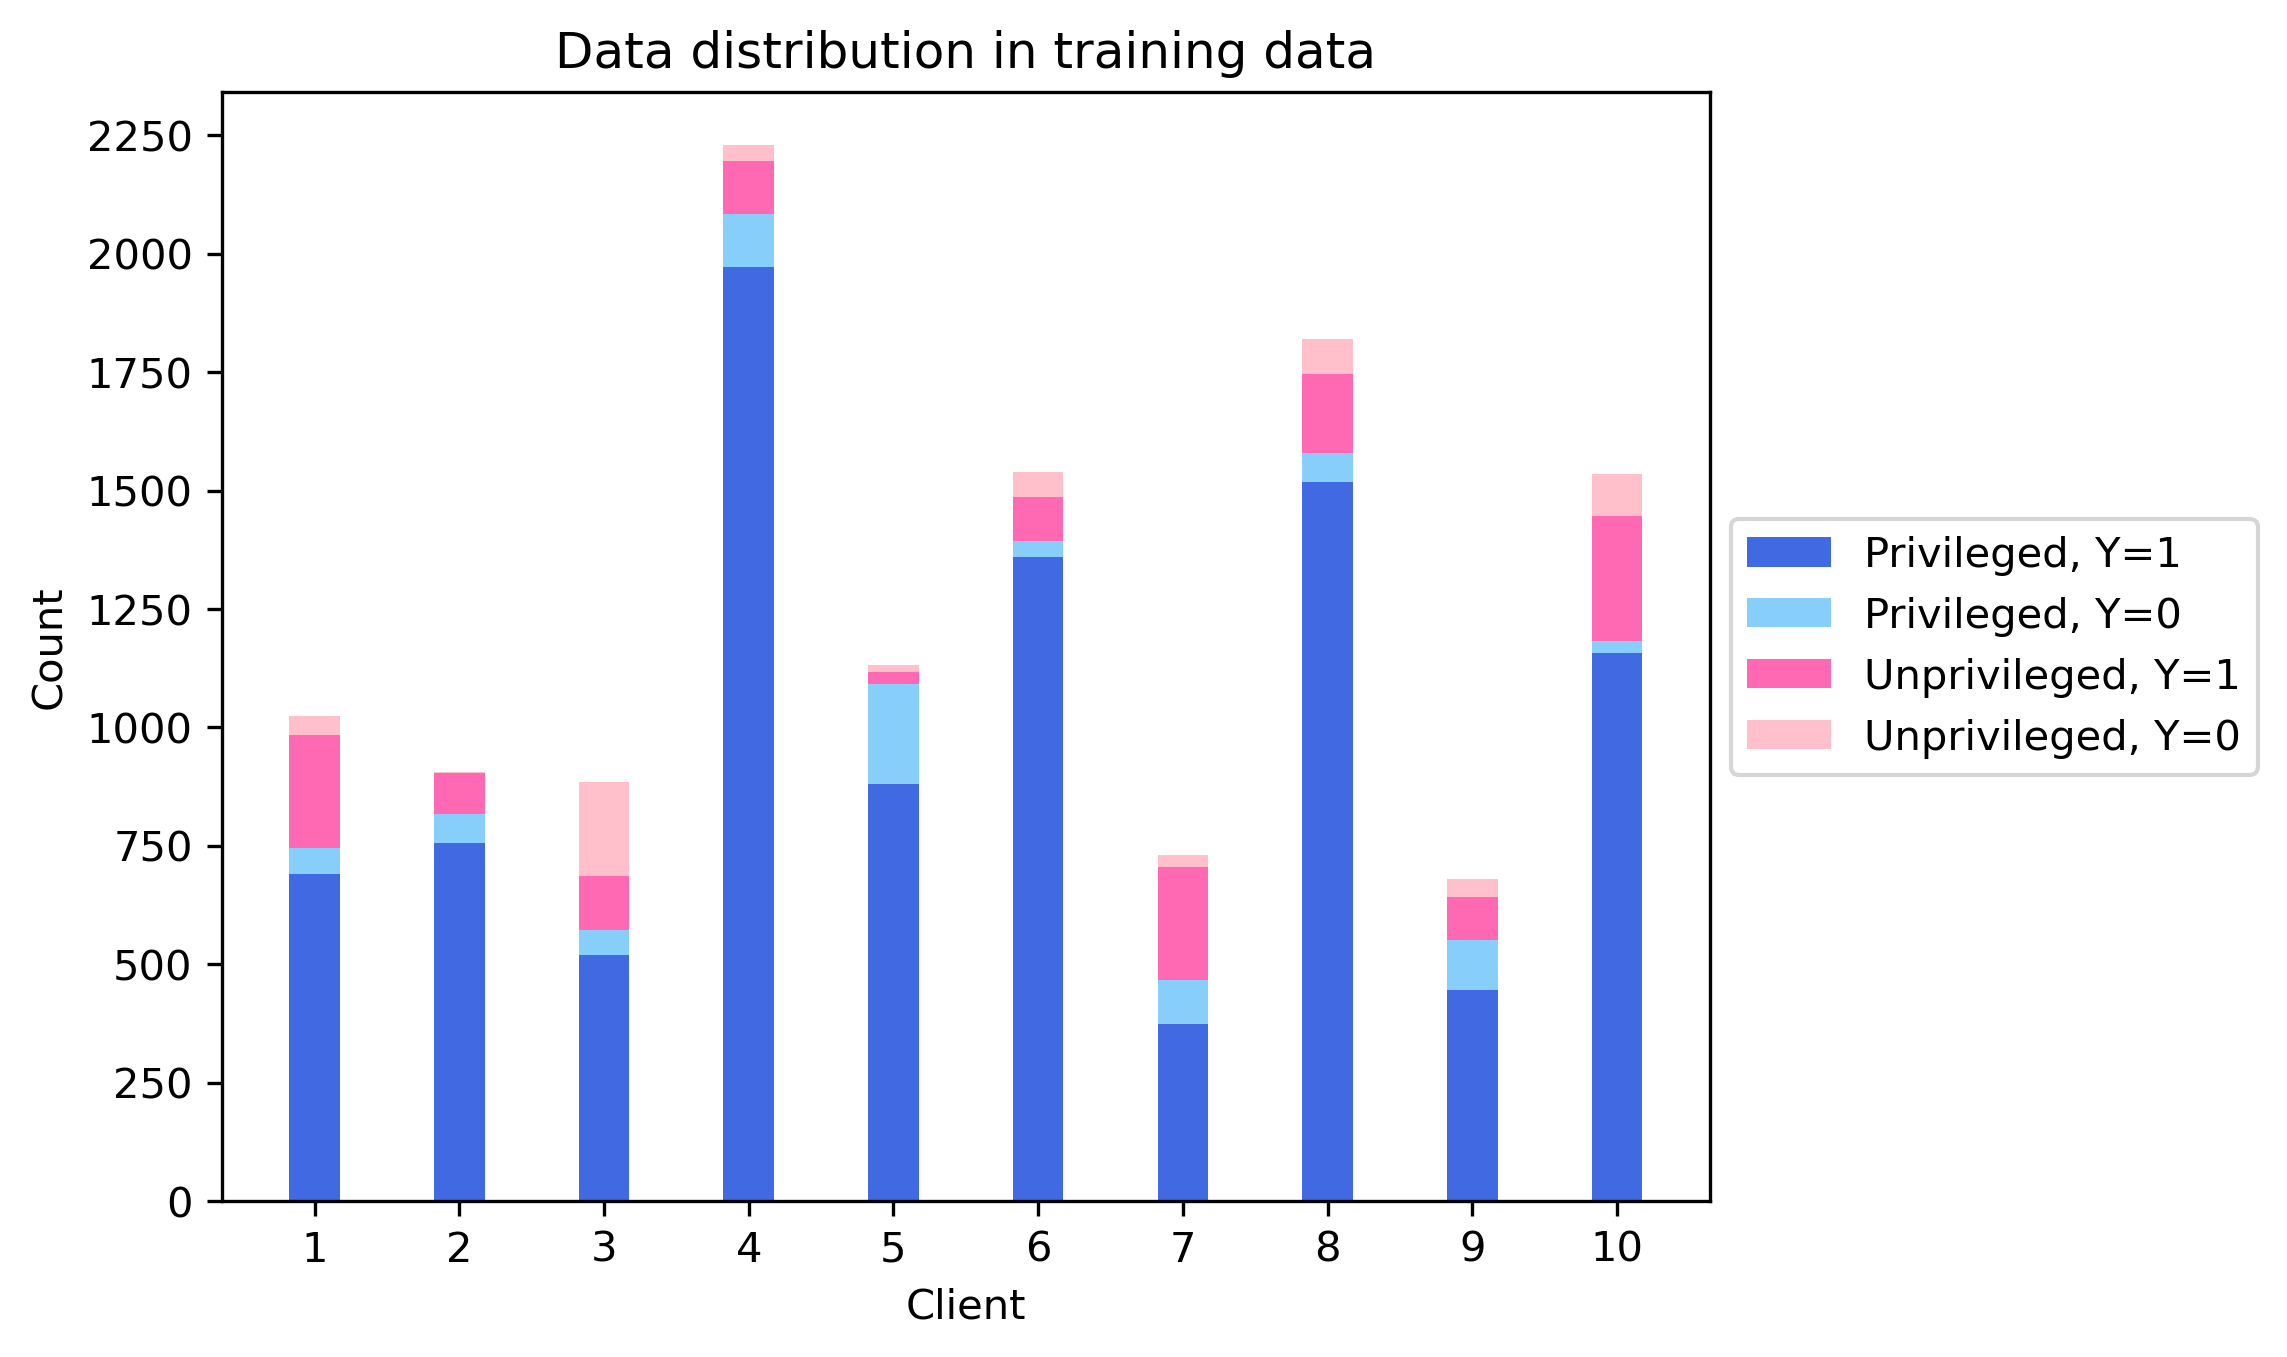 Data distribution in training data
Count
2250
2000
1750
1500
1250
1000
750
500
250
0
1 2 3 4 5 6 7 8 9 10
Client
Privileged, Y=1
Privileged, Y=0
Unprivileged, Y=1
Unprivileged, Y=0